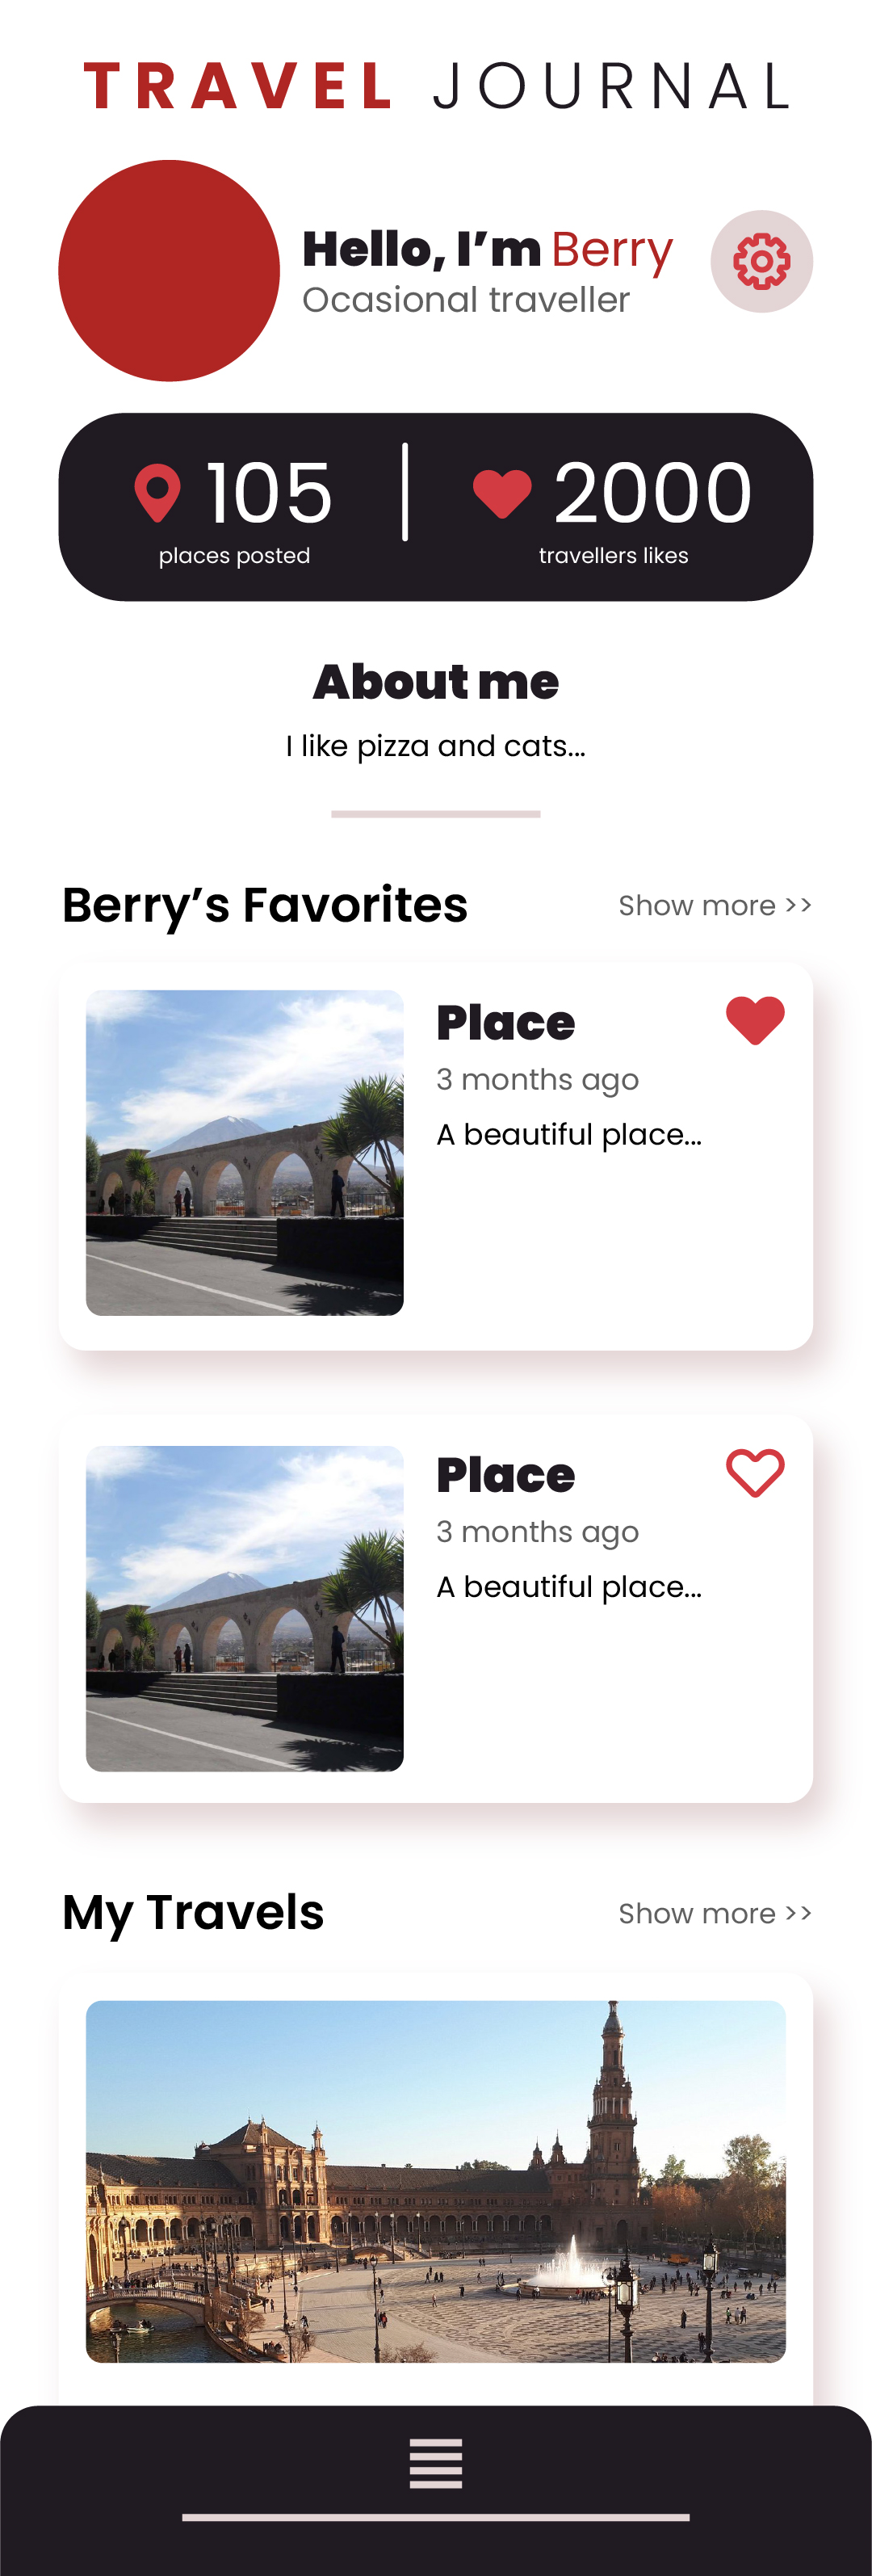 TRAVEL JOURNAL
Hello, I’m Berry
Ocasional traveller
105
places posted
2000
travellers likes
About me
I like pizza and cats...
Berry’s Favorites
Show more >>
Place
3 months ago
A beautiful place...
Place
3 months ago
A beautiful place...
My Travels
Show more >>